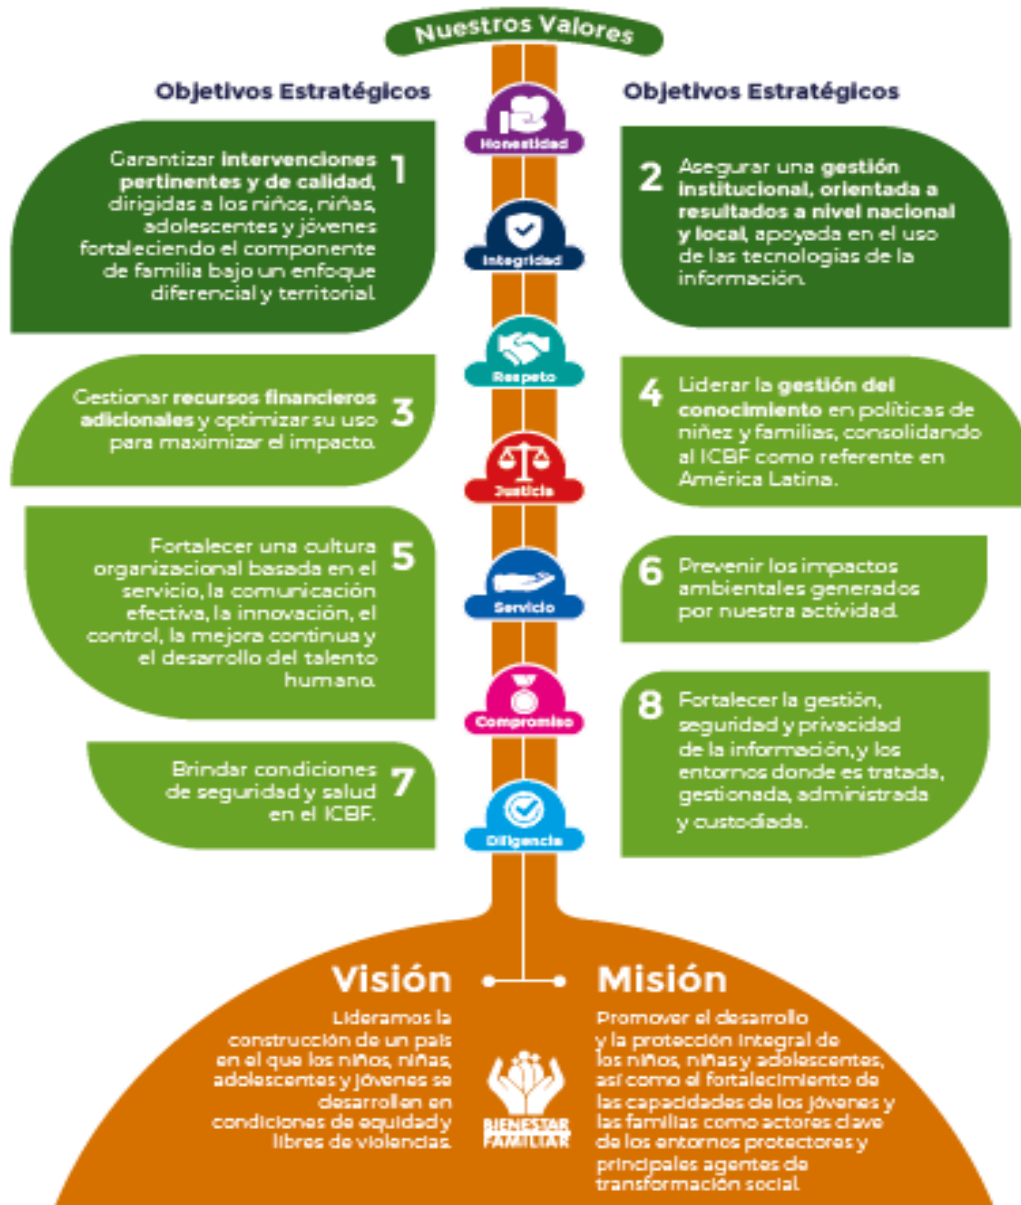 Nuestros Valores
Objetivos Estratégicos
1
Garantizar intervenciones
pertinentes y de calidad,
dirigidas a los niños, niñas,
adolescentes y jóvenes
fortaleciendo el componente
de familia bajo un enfoque
diferencial y territorial.
Objetivos Estratégicos
2
Asegurar una gestión
institucional, orientada a
resultados a nivel nacional
y local, apoyada en el uso
de las tecnologías de la
información.
3
Gestionar recursos financieros
adicionales y optimizar su uso
para maximizar el impacto.
4
Liderar la gestión del
conocimiento en políticas de
niñez y familias, consolidando
al ICBF como referente en
América Latina.
5
Fortalecer una cultura
organizacional basada en el
servicio, la comunicación
efectiva, la innovación, el
control, la mejora continua y
el desarrollo del talento
humano.
6
Prevenir los impactos
ambientales generados
por nuestra actividad.
7
Brindar condiciones
de seguridad y salud
en el ICBF.
8
Fortalecer la gestión,
seguridad y privacidad
de la información, y los
entornos donde es tratada,
gestionada, administrada
y custodiada.
Honestidad
Integridad
Respeto
Justicia
Servicio
Compromiso
Diligencia
Visión
Lideramos la
construcción de un país
en el que los niños, niñas,
adolescentes y jóvenes se
desarrollen en
condiciones de equidad y
libres de violencias.
BIENESTAR
FAMILIAR
Misión
Promover el desarrollo
y la protección integral de
los niños, niñas y adolescentes,
así como el fortalecimiento de
las capacidades de los jóvenes y
las familias como actores clave
de los entornos protectores y
principales agentes de
transformación social.